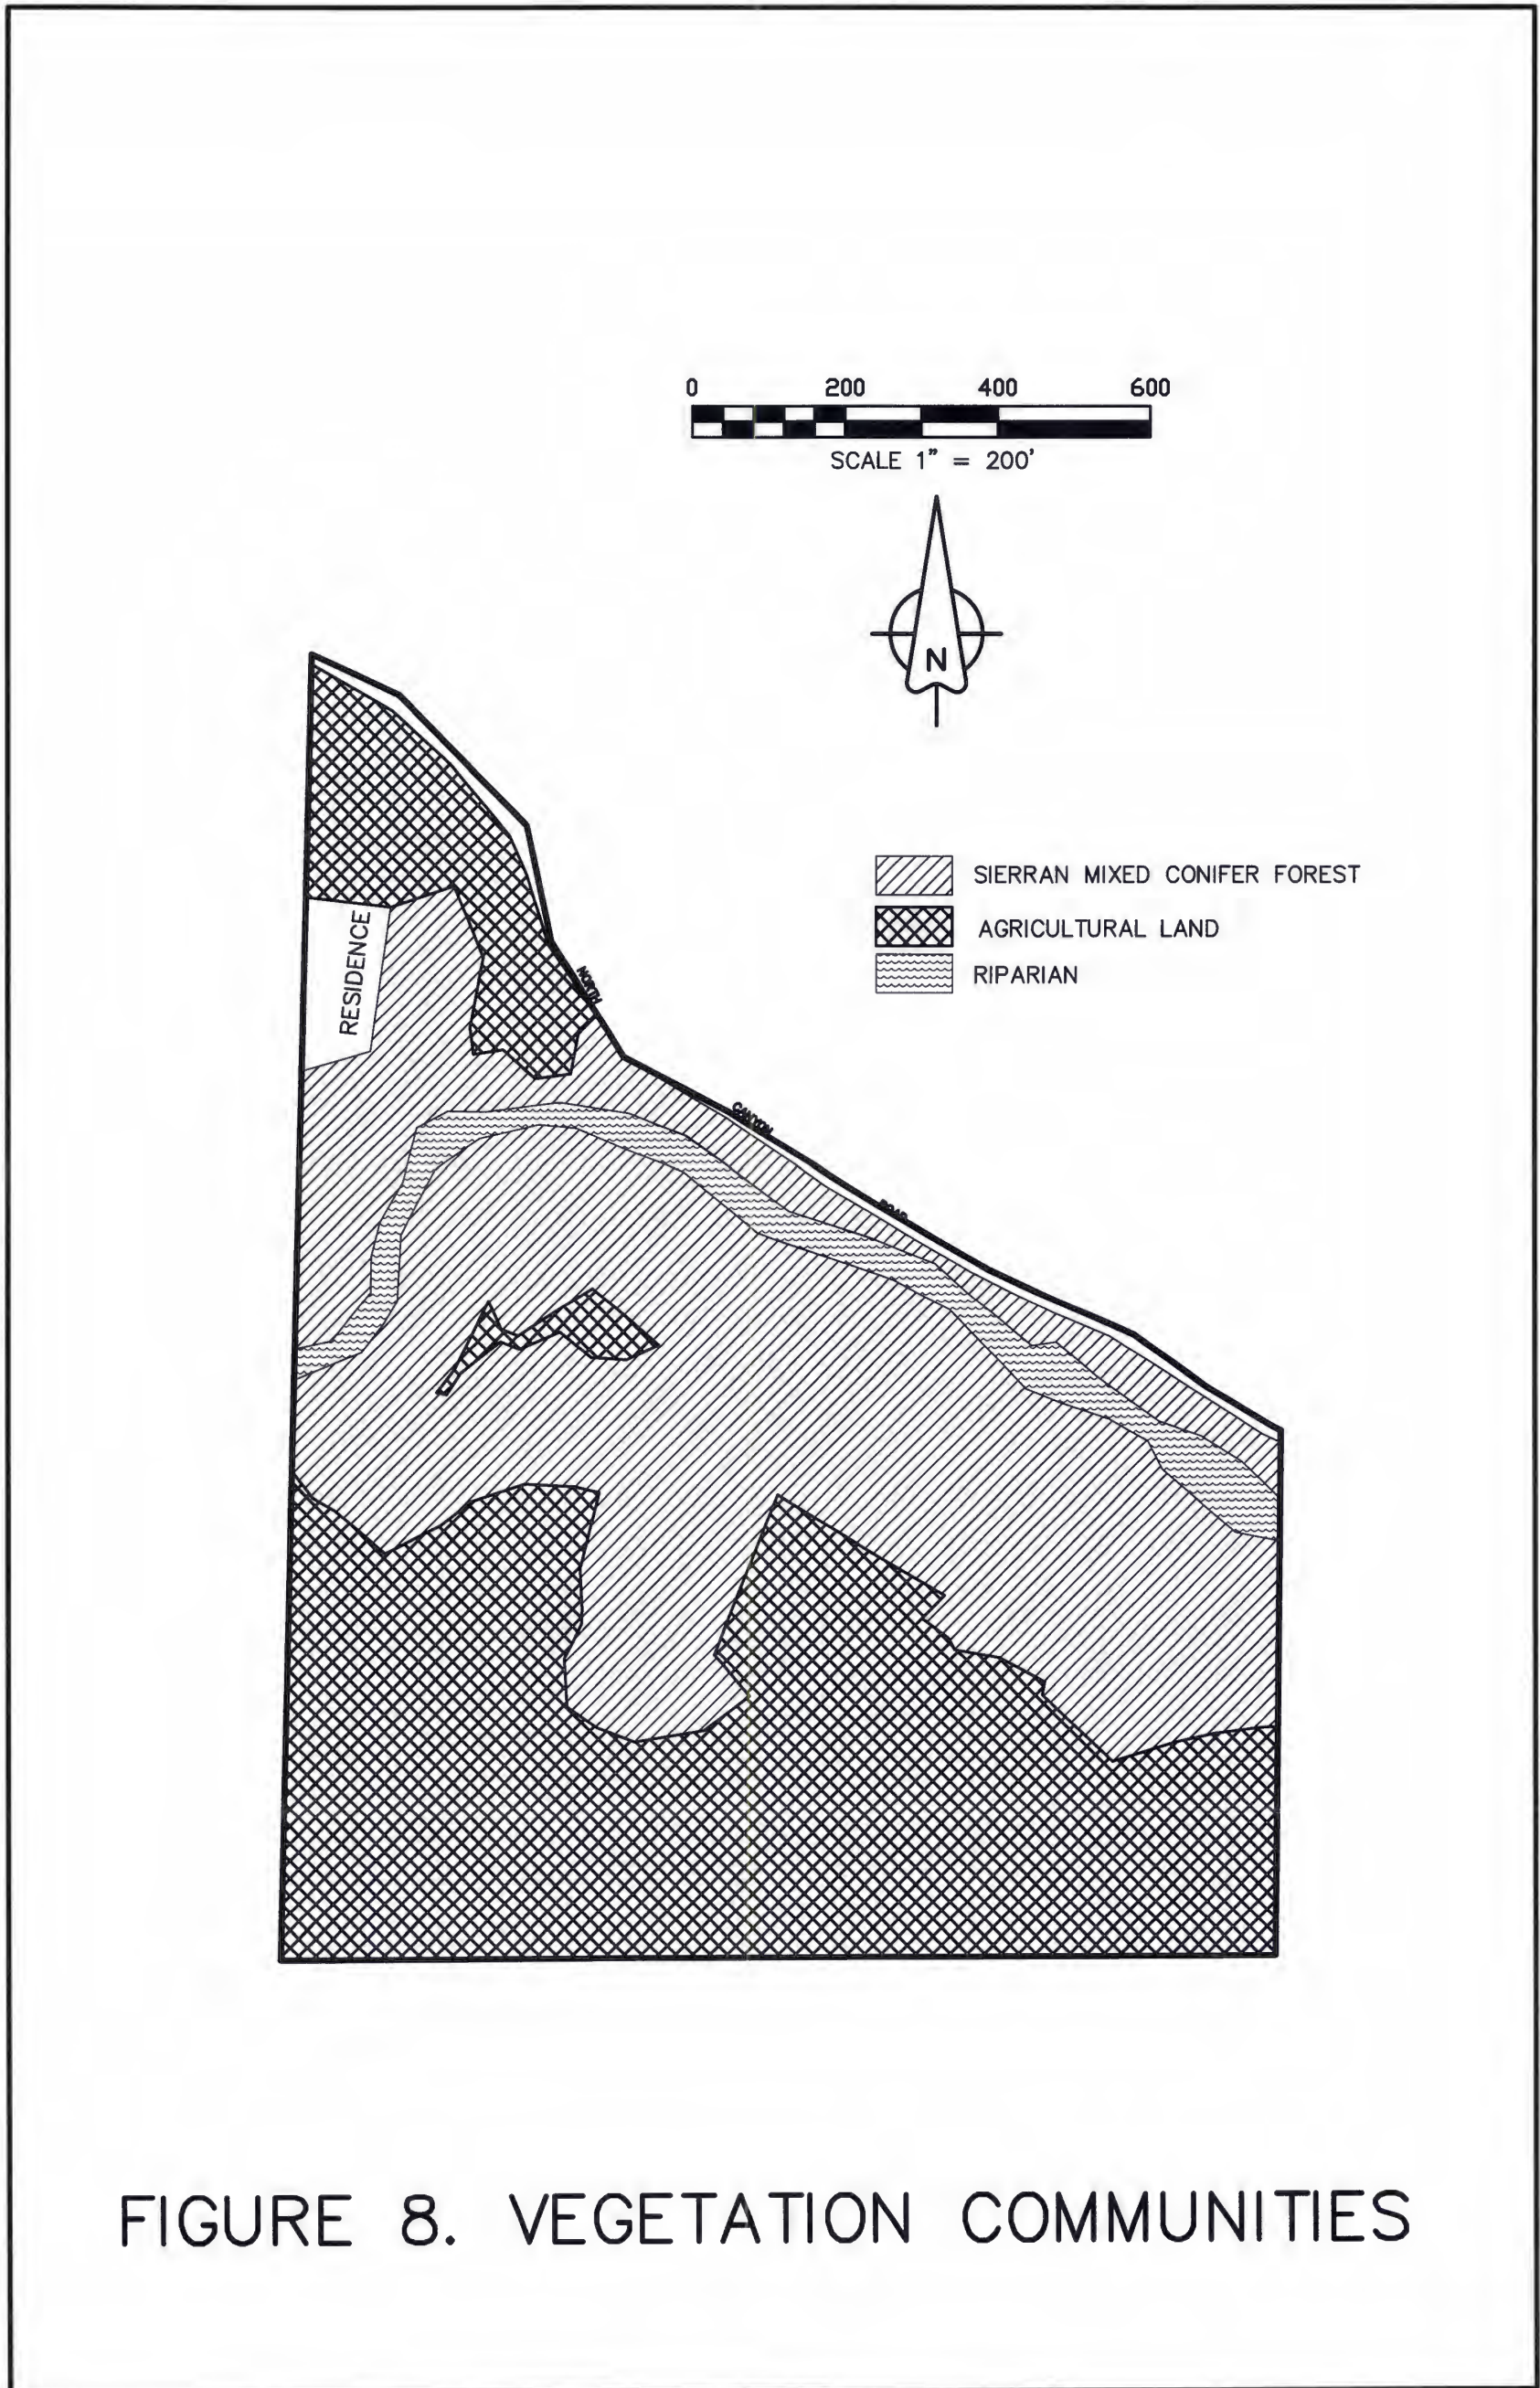 0 200 400 600
SCALE 1" = 200'
N
SIERRAN MIXED CONIFER FOREST
AGRICULTURAL LAND
RIPARIAN
RESIDENCE
NORTH
CANYON
ROAD
FIGURE 8. VEGETATION COMMUNITIES